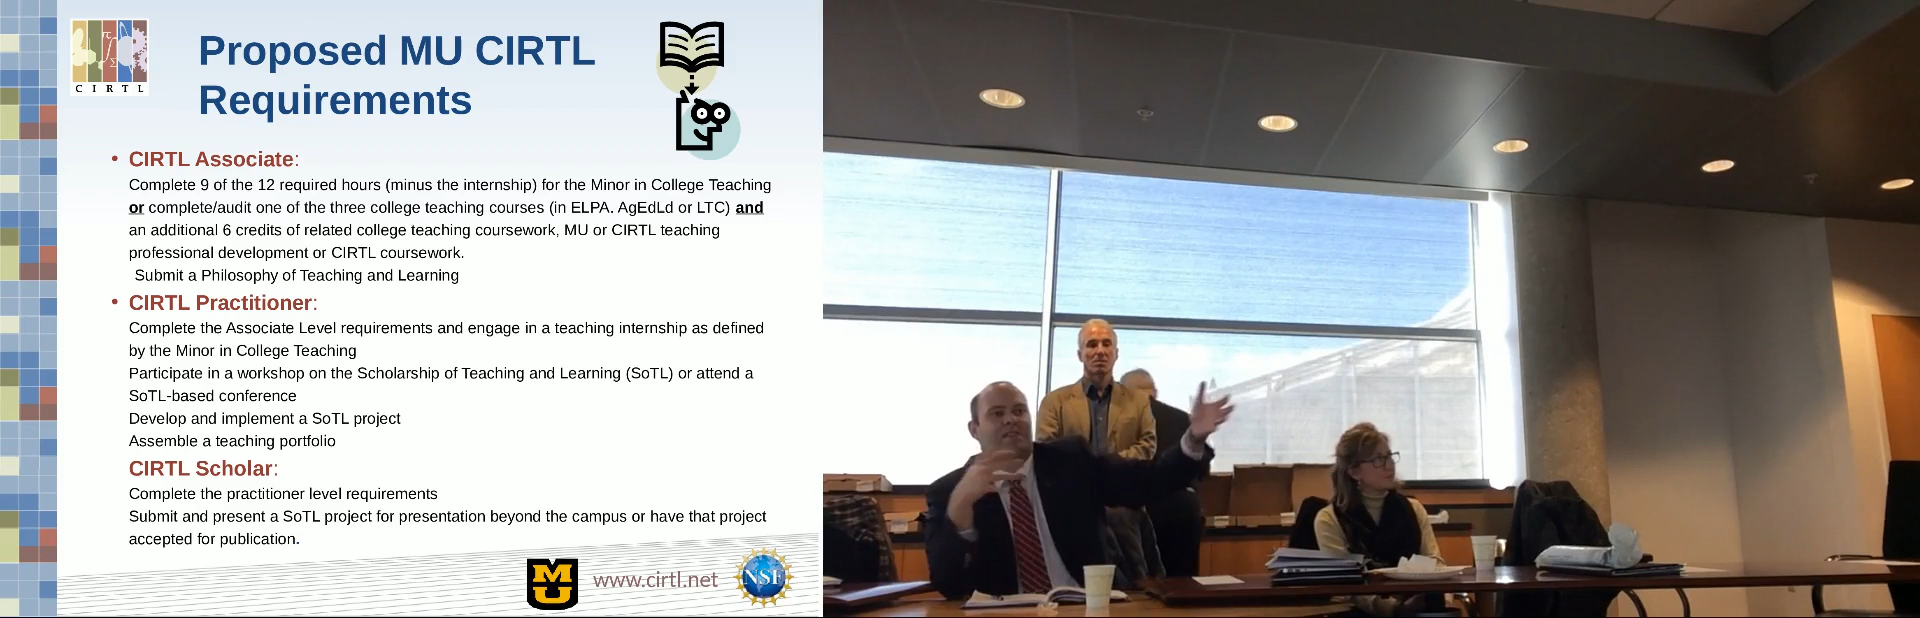 CIRTL
Proposed MU CIRTL
Requirements
• CIRTL Associate:
Complete 9 of the 12 required hours (minus the internship) for the Minor in College Teaching
or complete/audit one of the three college teaching courses (in ELPA. AgEdLd or LTC) and
an additional 6 credits of related college teaching coursework, MU or CIRTL teaching
professional development or CIRTL coursework.
Submit a Philosophy of Teaching and Learning
• CIRTL Practitioner:
Complete the Associate Level requirements and engage in a teaching internship as defined
by the Minor in College Teaching
Participate in a workshop on the Scholarship of Teaching and Learning (SoTL) or attend a
SoTL-based conference
Develop and implement a SoTL project
Assemble a teaching portfolio
CIRTL Scholar:
Complete the practitioner level requirements
Submit and present a SoTL project for presentation beyond the campus or have that project
accepted for publication.
MU
www.cirtl.net
NSF